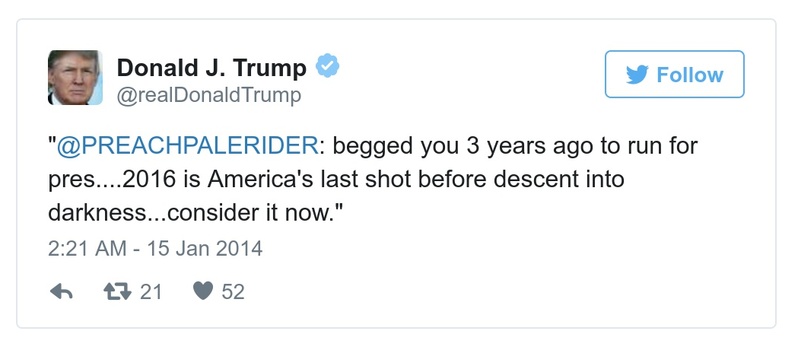 Donald J. Trump
@realDonaldTrump
Follow
"@PREACHPALERIDER: begged you 3 years ago to run for
pres....2016 is America's last shot before descent into
darkness...consider it now."
2:21 AM - 15 Jan 2014
21 52